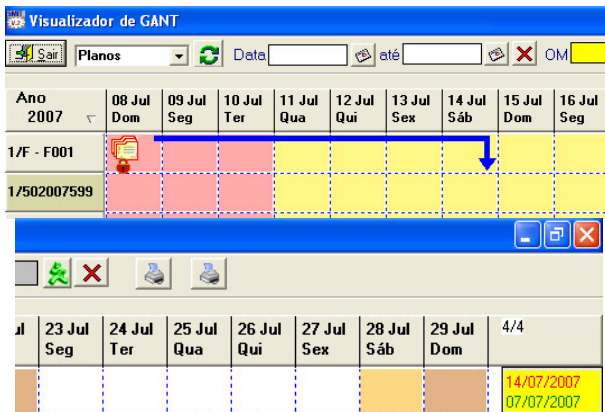 Visualizador de GANT
Sair Planos Data até OM
Ano 2007
08 Jul Dom
09 Jul Seg
10 Jul Ter
11 Jul Qua
12 Jul Qui
13 Jul Sex
14 Jul Sáb
15 Jul Dom
16 Jul Seg
1/F - F001
1/502007599
23 Jul Seg
24 Jul Ter
25 Jul Qua
26 Jul Qui
27 Jul Sex
28 Jul Sáb
29 Jul Dom
4/4
14/07/2007
07/07/2007